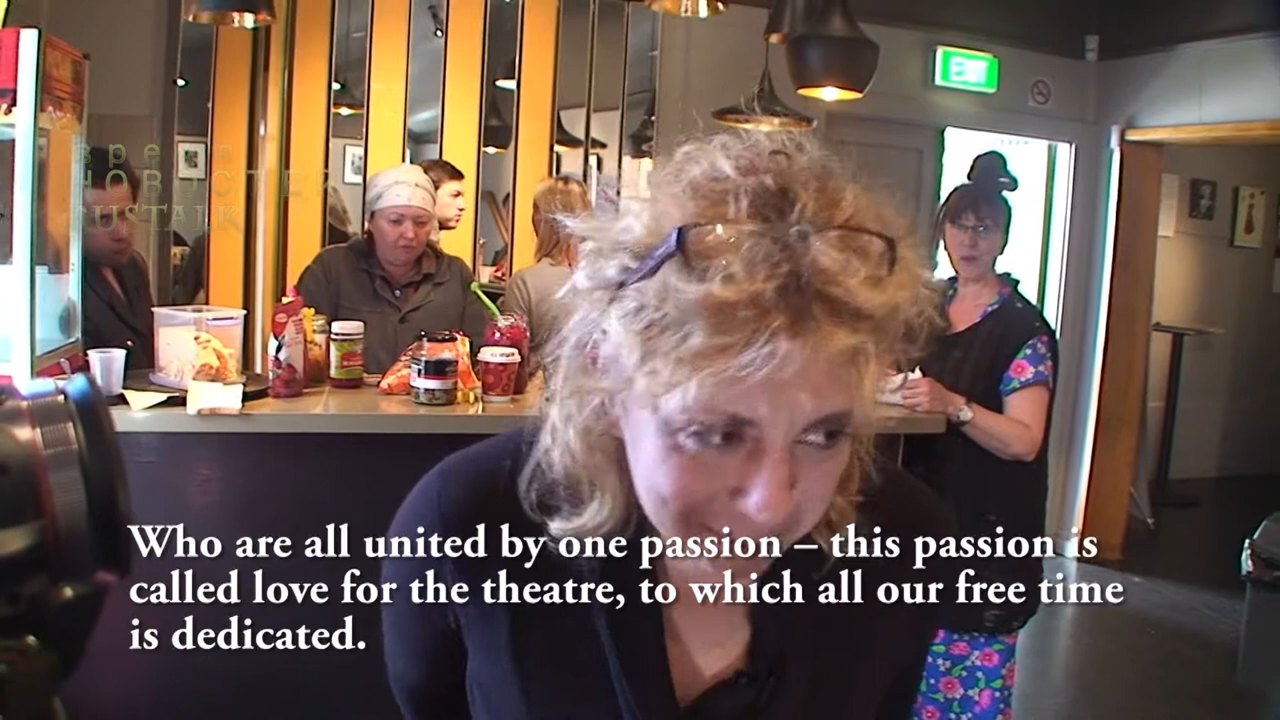 EXIT
RUSTALK
Who are all united by one passion – this passion is
called love for the theatre, to which all our free time
is dedicated.